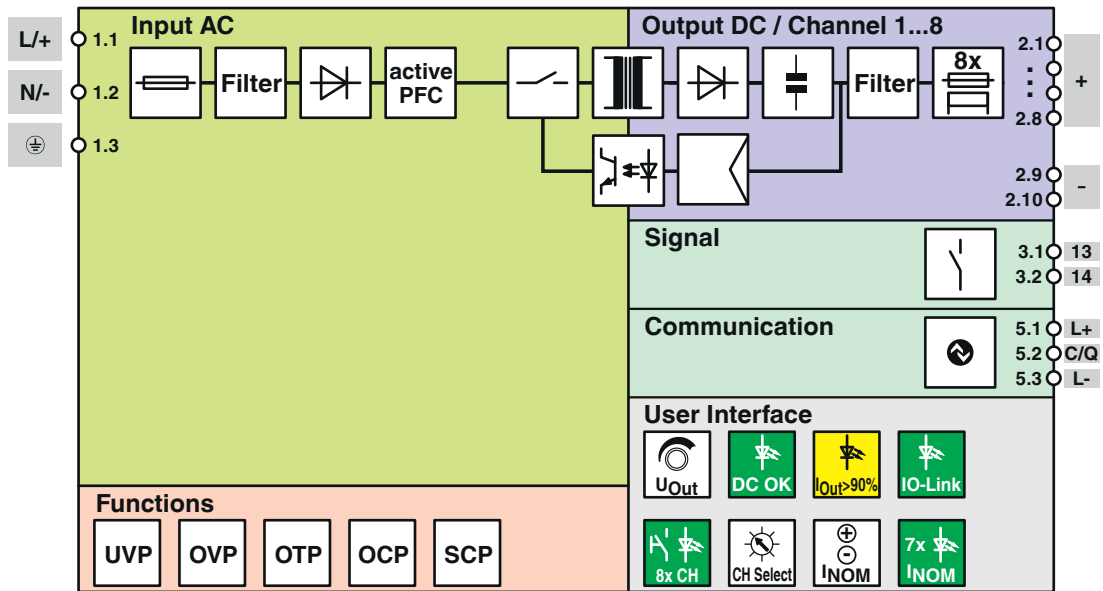 Input AC
Output DC / Channel 1...8
L/+
1.1
N/-
1.2
1.3
Filter
active
PFC
Filter
8x
2.1
2.8
+
2.9
2.10
-
Signal
3.1
13
3.2
14
Communication
5.1
L+
5.2
C/Q
5.3
L-
User Interface
UOut
DC OK
IOut>90%
IO-Link
8x CH
CH Select
+
-
INOM
7x
INOM
Functions
UVP
OVP
OTP
OCP
SCP